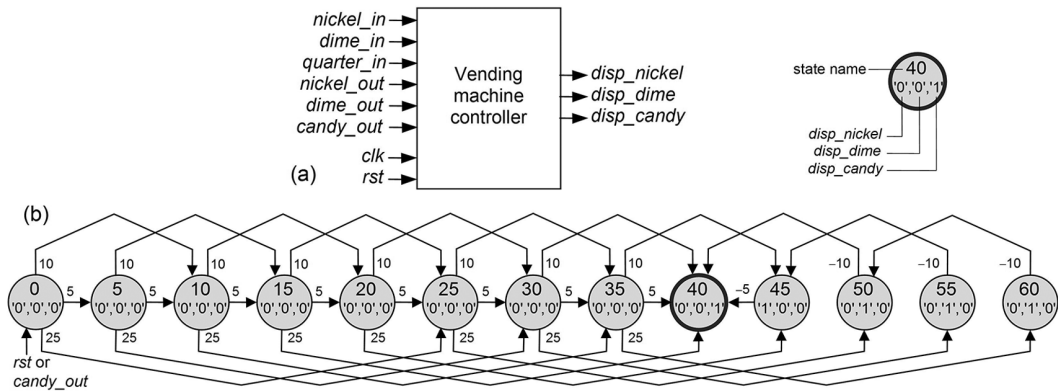 nickel_in
dime_in
quarter_in
nickel_out
dime_out
candy_out
clk
rst
Vending
machine
controller
disp_nickel
disp_dime
disp_candy
(a)
state name
40
'0','0','1'
disp_nickel
disp_dime
disp_candy
(b)
10 10 10 10 10 10 10 10 −10 −10 −10
0 5 10 15 20 25 30 35 40 45 50 55 60
5 5 5 5 5 5 5 5 −5
'0','0','0' '0','0','0' '0','0','0' '0','0','0' '0','0','0' '0','0','0' '0','0','0' '0','0','0' '0','0','1' '1','0','0' '0','1','0' '0','1','0' '0','1','0'
25 25 25 25 25 25 25 25
rst or
candy_out